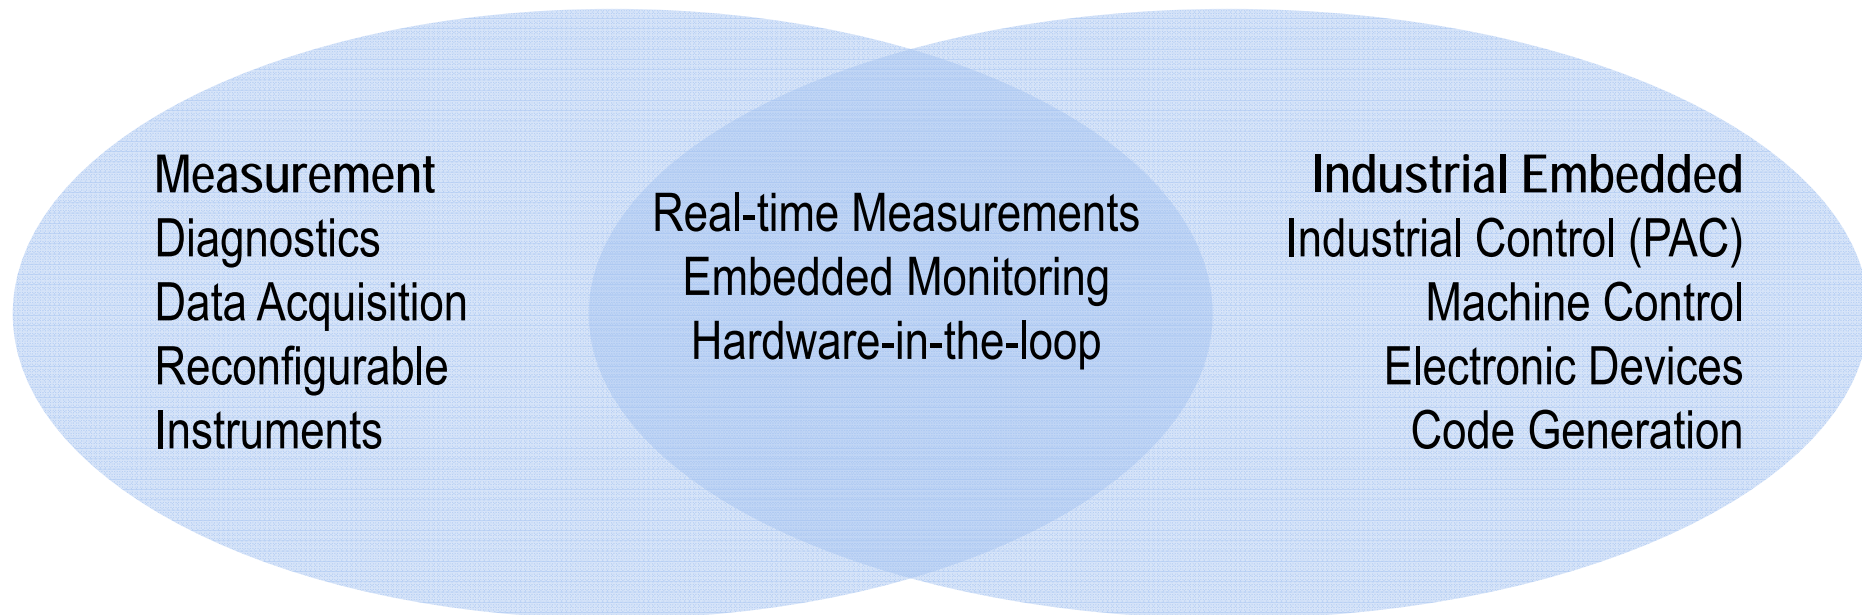 Measurement
Diagnostics
Data Acquisition
Reconfigurable
Instruments
Real-time Measurements
Embedded Monitoring
Hardware-in-the-loop
Industrial Embedded
Industrial Control (PAC)
Machine Control
Electronic Devices
Code Generation